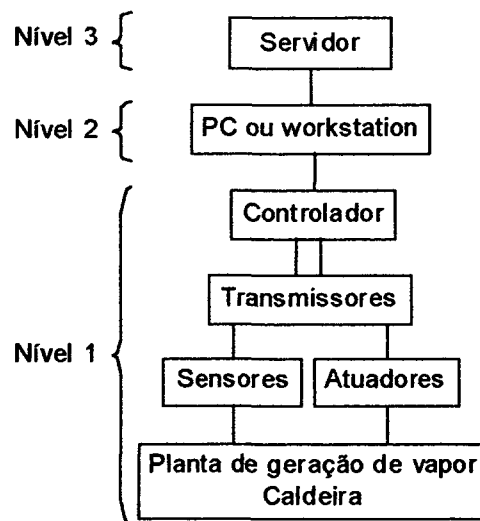 Nível 3
Servidor
Nível 2
PC ou workstation
Controlador
Transmissores
Nível 1
Sensores
Atuadores
Planta de geração de vapor
Caldeira